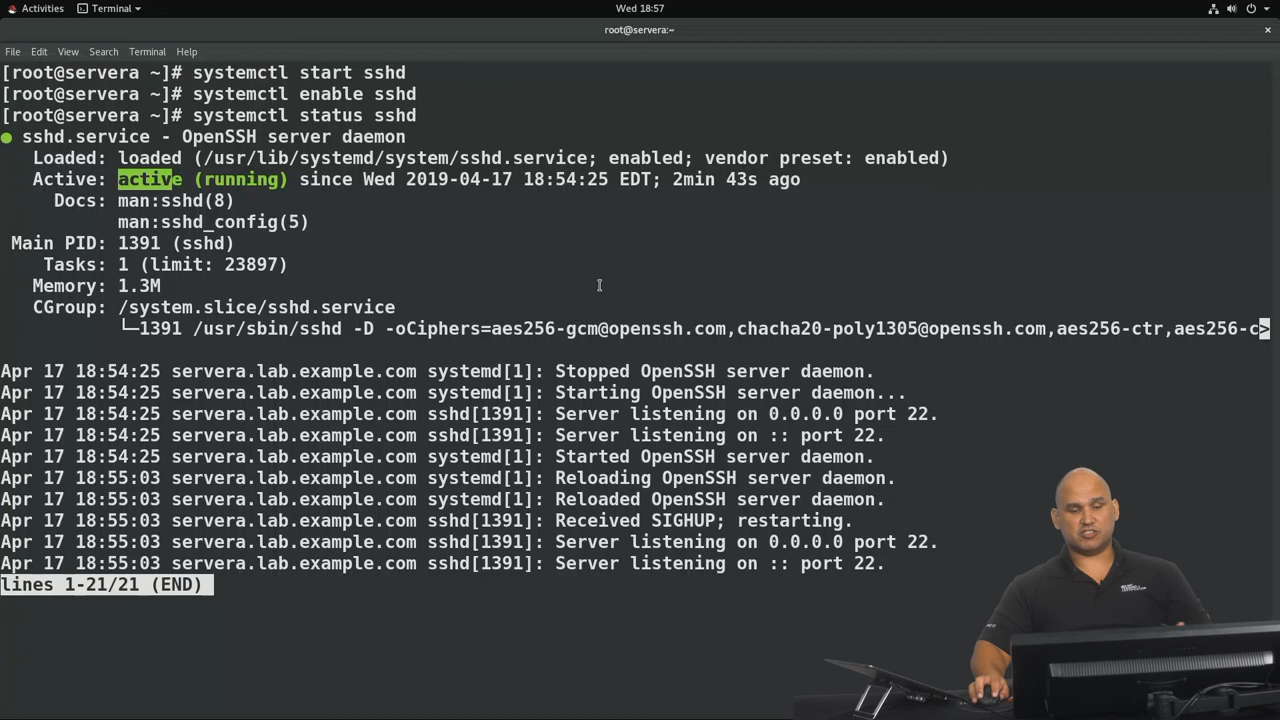 Activities Terminal Wed 18:57
root@servera:~ ×
File Edit View Search Terminal Help
[root@servera ~]# systemctl start sshd
[root@servera ~]# systemctl enable sshd
[root@servera ~]# systemctl status sshd
● sshd.service - OpenSSH server daemon
Loaded: loaded (/usr/lib/systemd/system/sshd.service; enabled; vendor preset: enabled)
Active: active (running) since Wed 2019-04-17 18:54:25 EDT; 2min 43s ago
Docs: man:sshd(8)
man:sshd_config(5)
Main PID: 1391 (sshd)
Tasks: 1 (limit: 23897)
Memory: 1.3M
CGroup: /system.slice/sshd.service
└─1391 /usr/sbin/sshd -D -oCiphers=aes256-gcm@openssh.com,chacha20-poly1305@openssh.com,aes256-ctr,aes256-c>
Apr 17 18:54:25 servera.lab.example.com systemd[1]: Stopped OpenSSH server daemon.
Apr 17 18:54:25 servera.lab.example.com systemd[1]: Starting OpenSSH server daemon...
Apr 17 18:54:25 servera.lab.example.com sshd[1391]: Server listening on 0.0.0.0 port 22.
Apr 17 18:54:25 servera.lab.example.com sshd[1391]: Server listening on :: port 22.
Apr 17 18:54:25 servera.lab.example.com systemd[1]: Started OpenSSH server daemon.
Apr 17 18:55:03 servera.lab.example.com systemd[1]: Reloading OpenSSH server daemon.
Apr 17 18:55:03 servera.lab.example.com systemd[1]: Reloaded OpenSSH server daemon.
Apr 17 18:55:03 servera.lab.example.com sshd[1391]: Received SIGHUP; restarting.
Apr 17 18:55:03 servera.lab.example.com sshd[1391]: Server listening on 0.0.0.0 port 22.
Apr 17 18:55:03 servera.lab.example.com sshd[1391]: Server listening on :: port 22.
lines 1-21/21 (END)